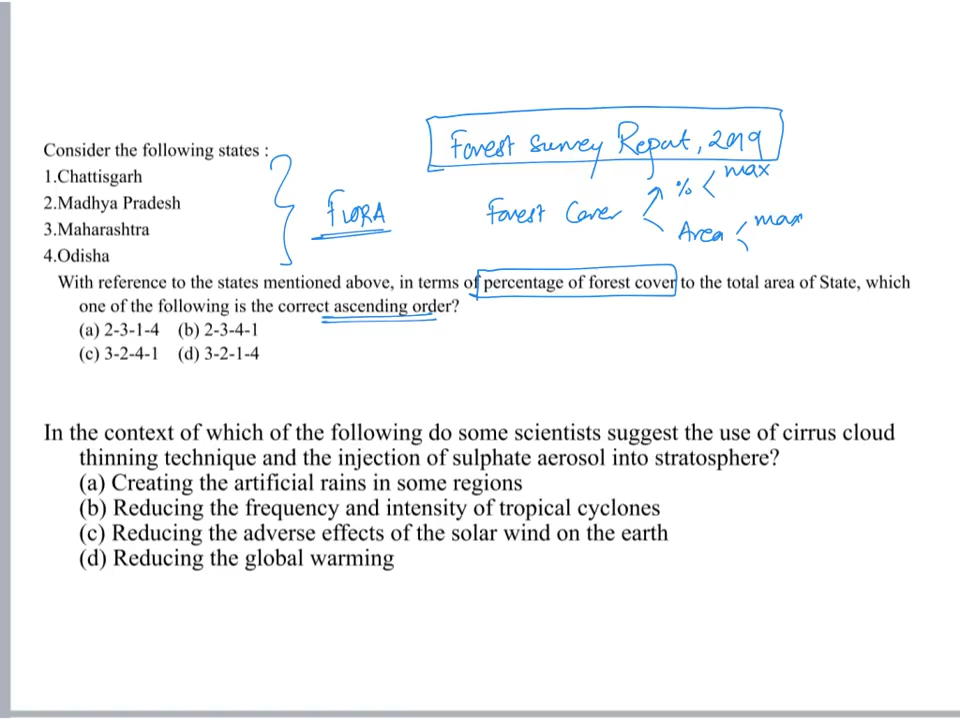 Forest Survey Report, 2019
Consider the following states :
1.Chattisgarh
% < max
2.Madhya Pradesh
FLORA
Forest Cover
3.Maharashtra
Area < max
4.Odisha
With reference to the states mentioned above, in terms of percentage of forest cover to the total area of State, which
one of the following is the correct ascending order?
(a) 2-3-1-4 (b) 2-3-4-1
(c) 3-2-4-1 (d) 3-2-1-4
In the context of which of the following do some scientists suggest the use of cirrus cloud
thinning technique and the injection of sulphate aerosol into stratosphere?
(a) Creating the artificial rains in some regions
(b) Reducing the frequency and intensity of tropical cyclones
(c) Reducing the adverse effects of the solar wind on the earth
(d) Reducing the global warming